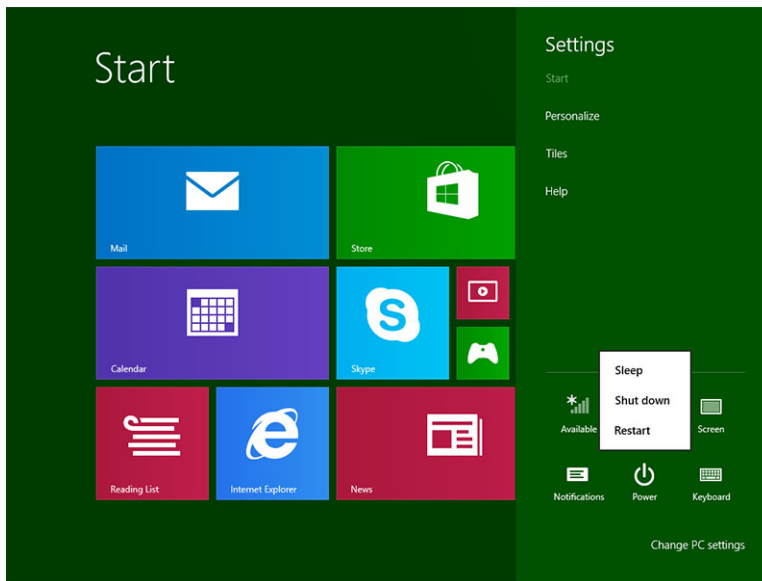 Start
Mail
Store
Calendar
Skype
Reading List
Internet Explorer
News
Settings
Start
Personalize
Tiles
Help
Sleep
Shut down
Restart
Available
Screen
Notifications
Power
Keyboard
Change PC settings